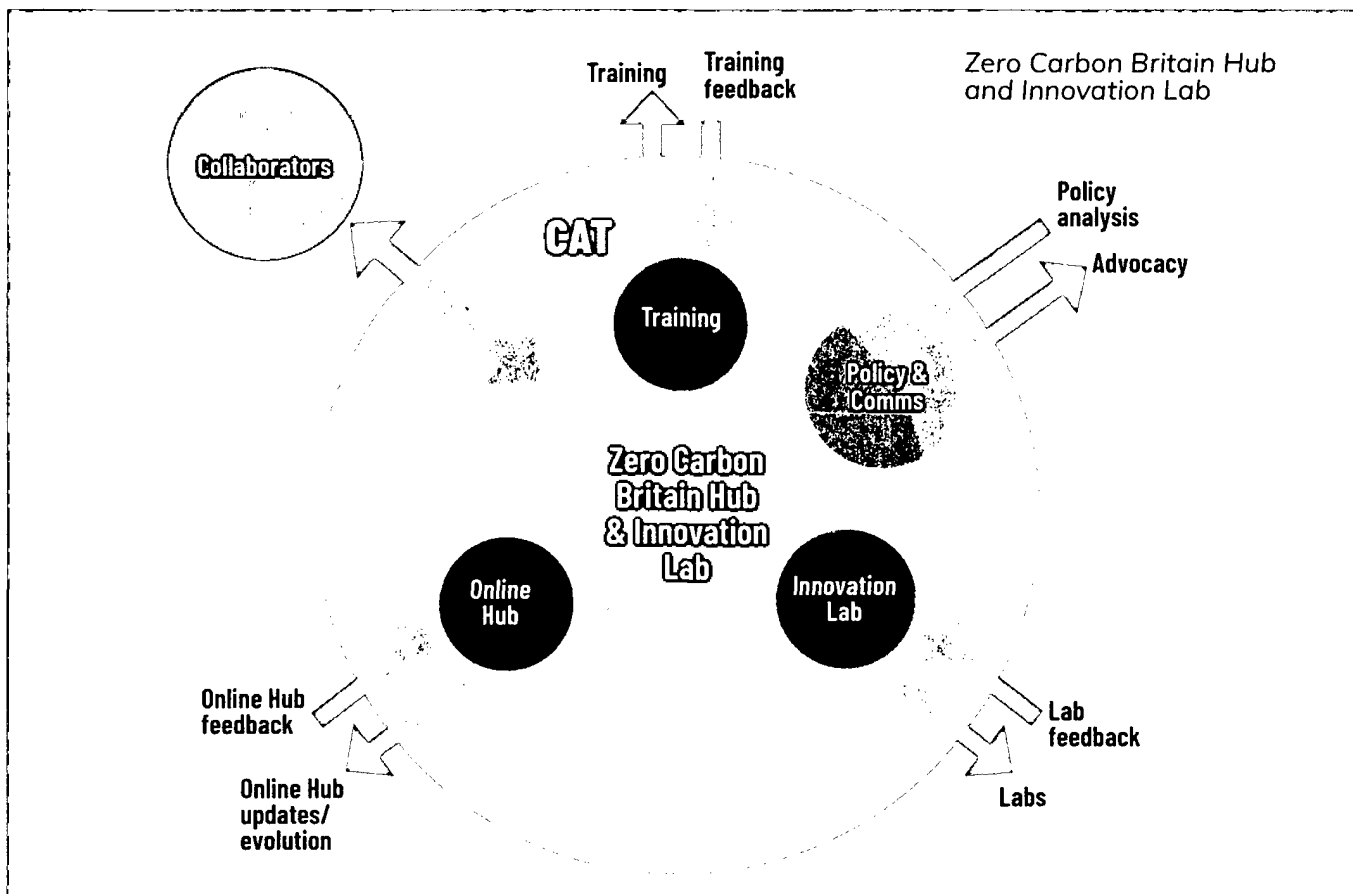 Zero Carbon Britain Hub
and Innovation Lab
Training
Training
feedback
Collaborators
Policy
analysis
Advocacy
CAT
Training
Policy &
Comms
Zero Carbon
Britain Hub
& Innovation
Lab
Online
Hub
Innovation
Lab
Online Hub
feedback
Online Hub
updates/
evolution
Lab
feedback
Labs